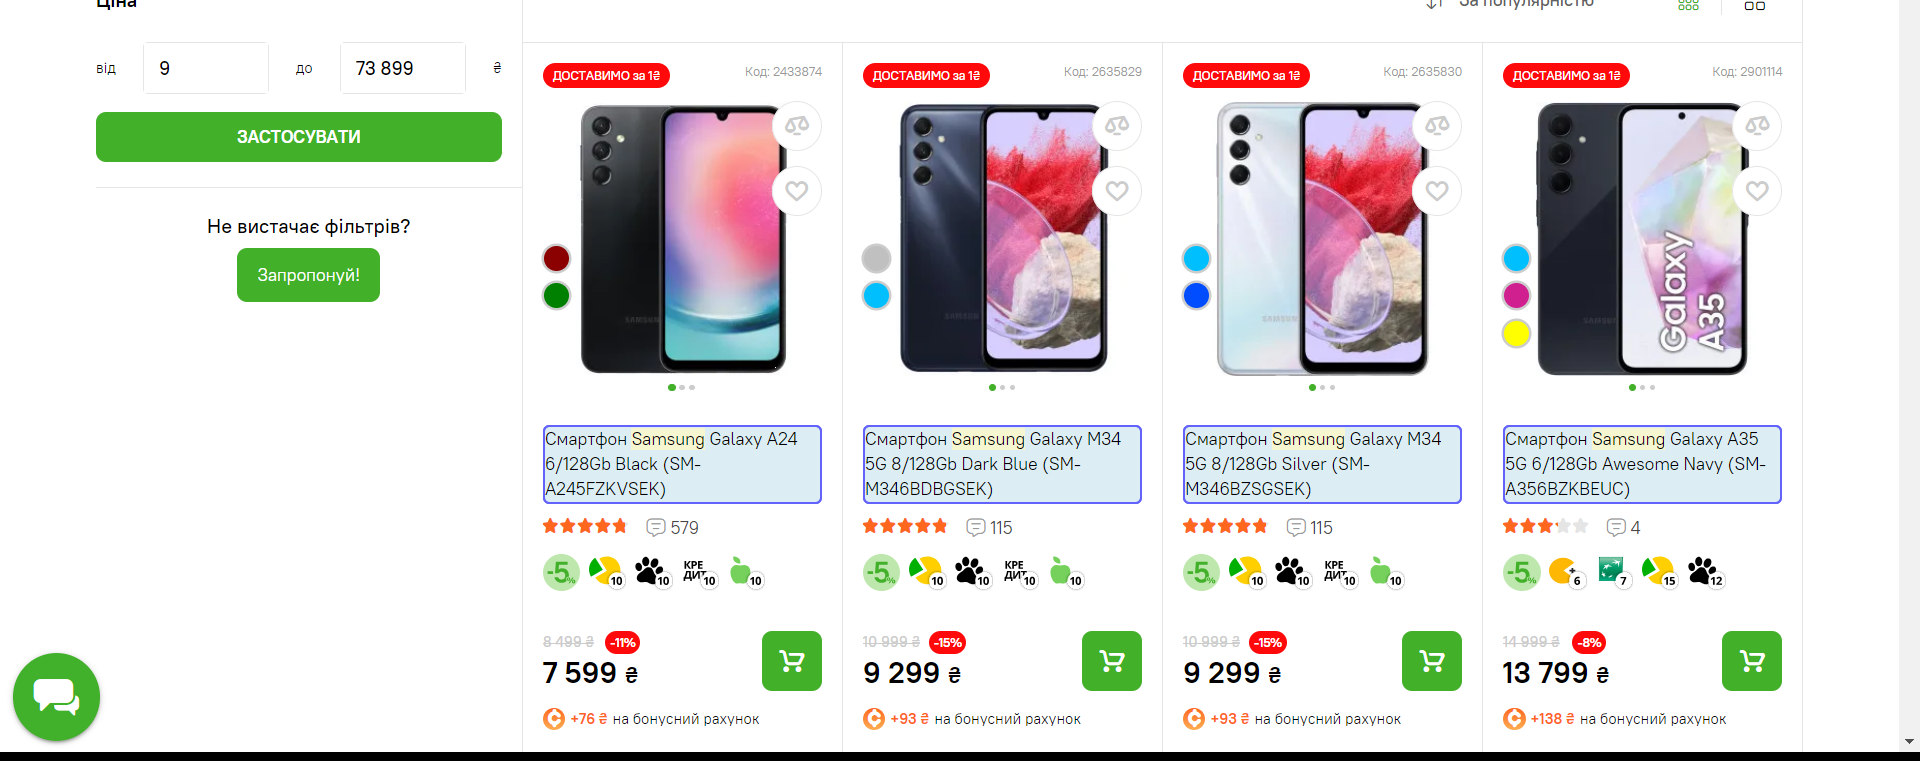 Ціна
За популярністю
від 9 до 73 899 ₴
ЗАСТОСУВАТИ
Не вистачає фільтрів?
Запропонуй!
ДОСТАВИМО за 1₴
Код: 2433874
SAMSUNG
Смартфон Samsung Galaxy A24
6/128Gb Black (SM-
A245FZKVSEK)
579
-5%
10
10
КРЕ
ДИТ
10
10
8 499 ₴ -11%
7 599 ₴
+76 ₴ на бонусний рахунок
ДОСТАВИМО за 1₴
Код: 2635829
SAMSUNG
Смартфон Samsung Galaxy M34
5G 8/128Gb Dark Blue (SM-
M346BDBGSEK)
115
-5%
10
10
КРЕ
ДИТ
10
10
10 999 ₴ -15%
9 299 ₴
+93 ₴ на бонусний рахунок
ДОСТАВИМО за 1₴
Код: 2635830
SAMSUNG
Смартфон Samsung Galaxy M34
5G 8/128Gb Silver (SM-
M346BZSGSEK)
115
-5%
10
10
КРЕ
ДИТ
10
10
10 999 ₴ -15%
9 299 ₴
+93 ₴ на бонусний рахунок
ДОСТАВИМО за 1₴
Код: 2901114
SAMSUNG
Galaxy
A35
Смартфон Samsung Galaxy A35
5G 6/128Gb Awesome Navy (SM-
A356BZKBEUC)
4
-5%
6
7
15
12
14 999 ₴ -8%
13 799 ₴
+138 ₴ на бонусний рахунок